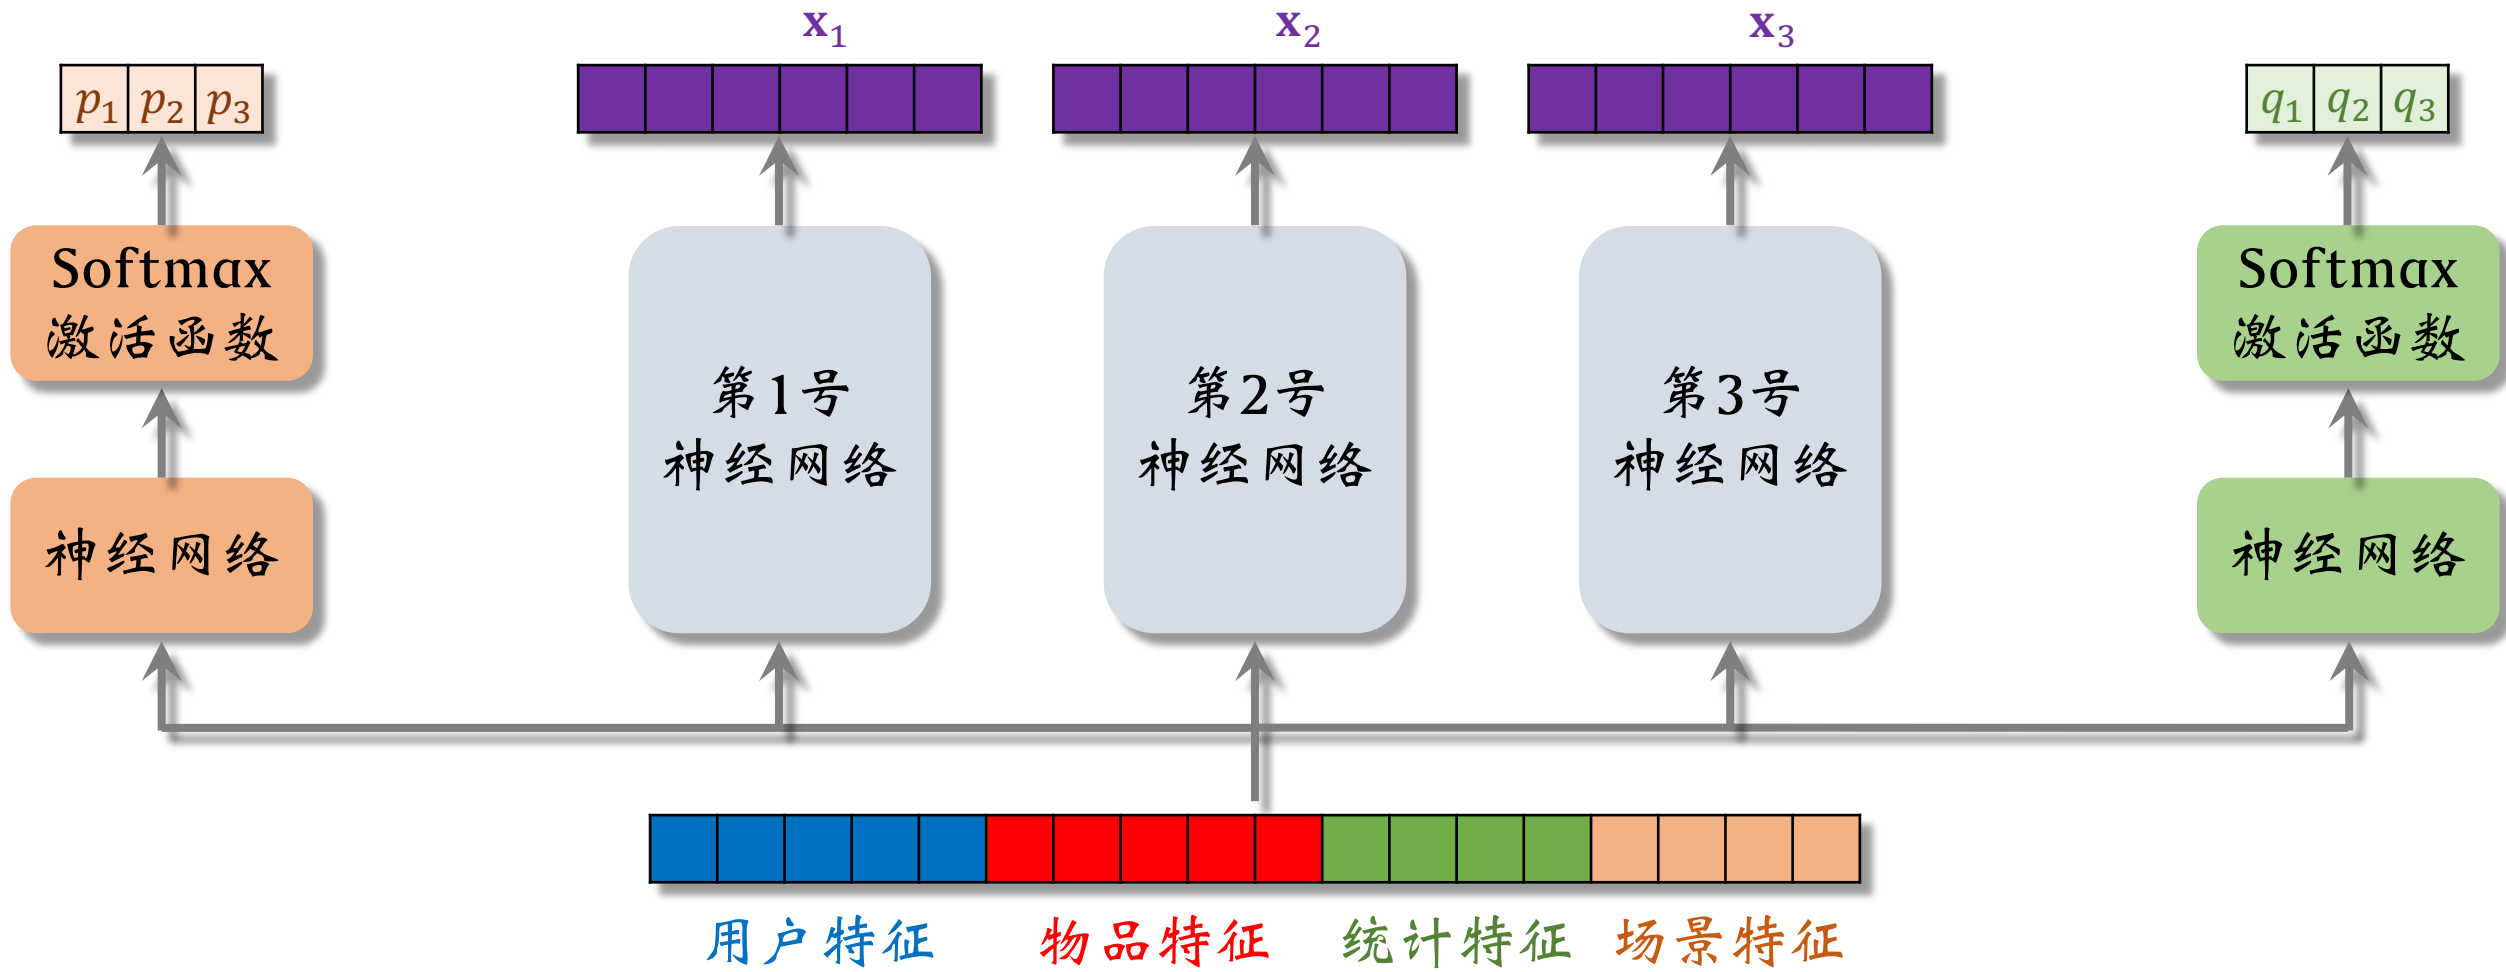 x₁ x₂ x₃
p₁ p₂ p₃ q₁ q₂ q₃
Softmax
激活函数
Softmax
激活函数
第1号
神经网络
第2号
神经网络
第3号
神经网络
神经网络
神经网络
用户特征 物品特征 统计特征 场景特征